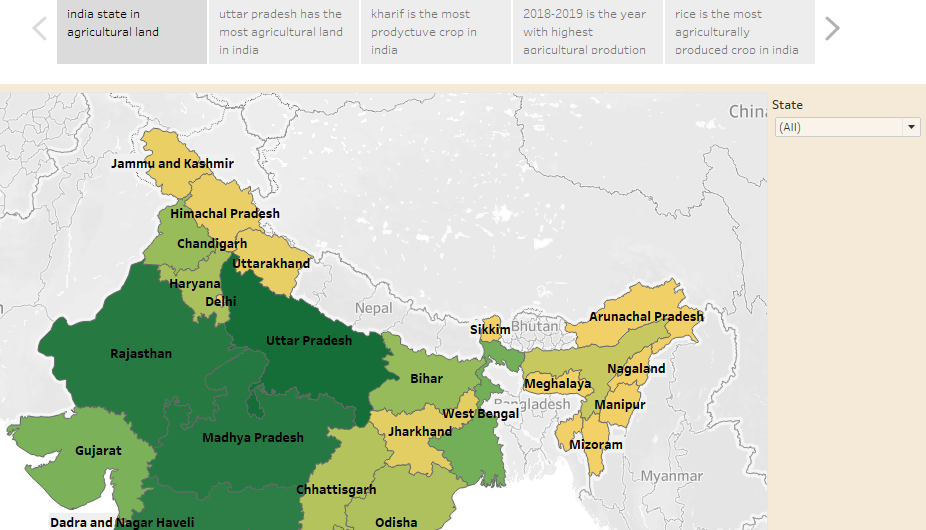 india state in
agricultural land
uttar pradesh has the
most agricultural land
in india
kharif is the most
prodyctuve crop in
india
2018-2019 is the year
with highest
agricultural prodution
rice is the most
agriculturally
produced crop in india
China
State
(All)
Jammu and Kashmir
Himachal Pradesh
Chandigarh
Uttarakhand
Haryana
Delhi
Nepal
Sikkim
Bhutan
Arunachal Pradesh
Rajasthan
Uttar Pradesh
Bihar
Nagaland
Meghalaya
Bangladesh
Manipur
West Bengal
Jharkhand
Madhya Pradesh
Mizoram
Gujarat
Myanmar
Chhattisgarh
Dadra and Nagar Haveli
Odisha